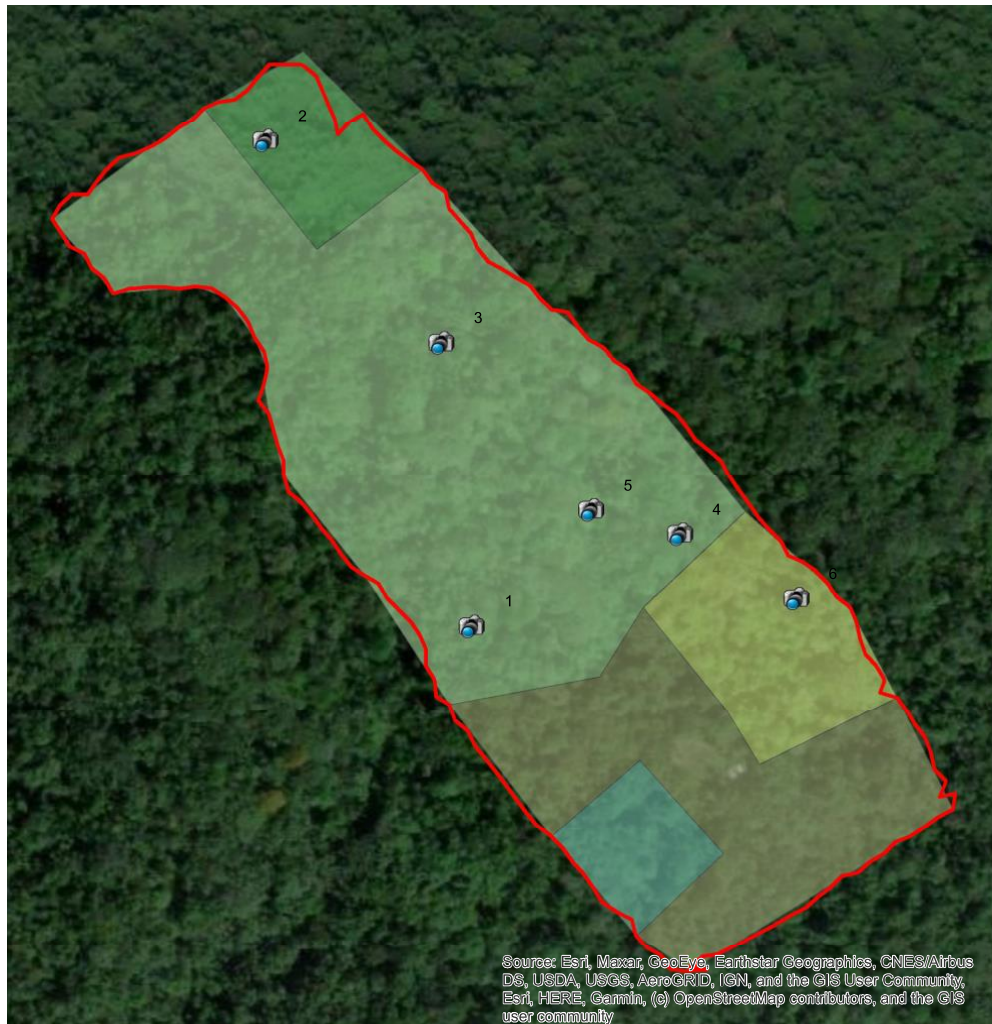 2
3
5
4
6
1
Source: Esri, Maxar, GeoEye, Earthstar Geographics, CNES/Airbus
DS, USDA, USGS, AeroGRID, IGN, and the GIS User Community,
Esri, HERE, Garmin, (c) OpenStreetMap contributors, and the GIS
user community